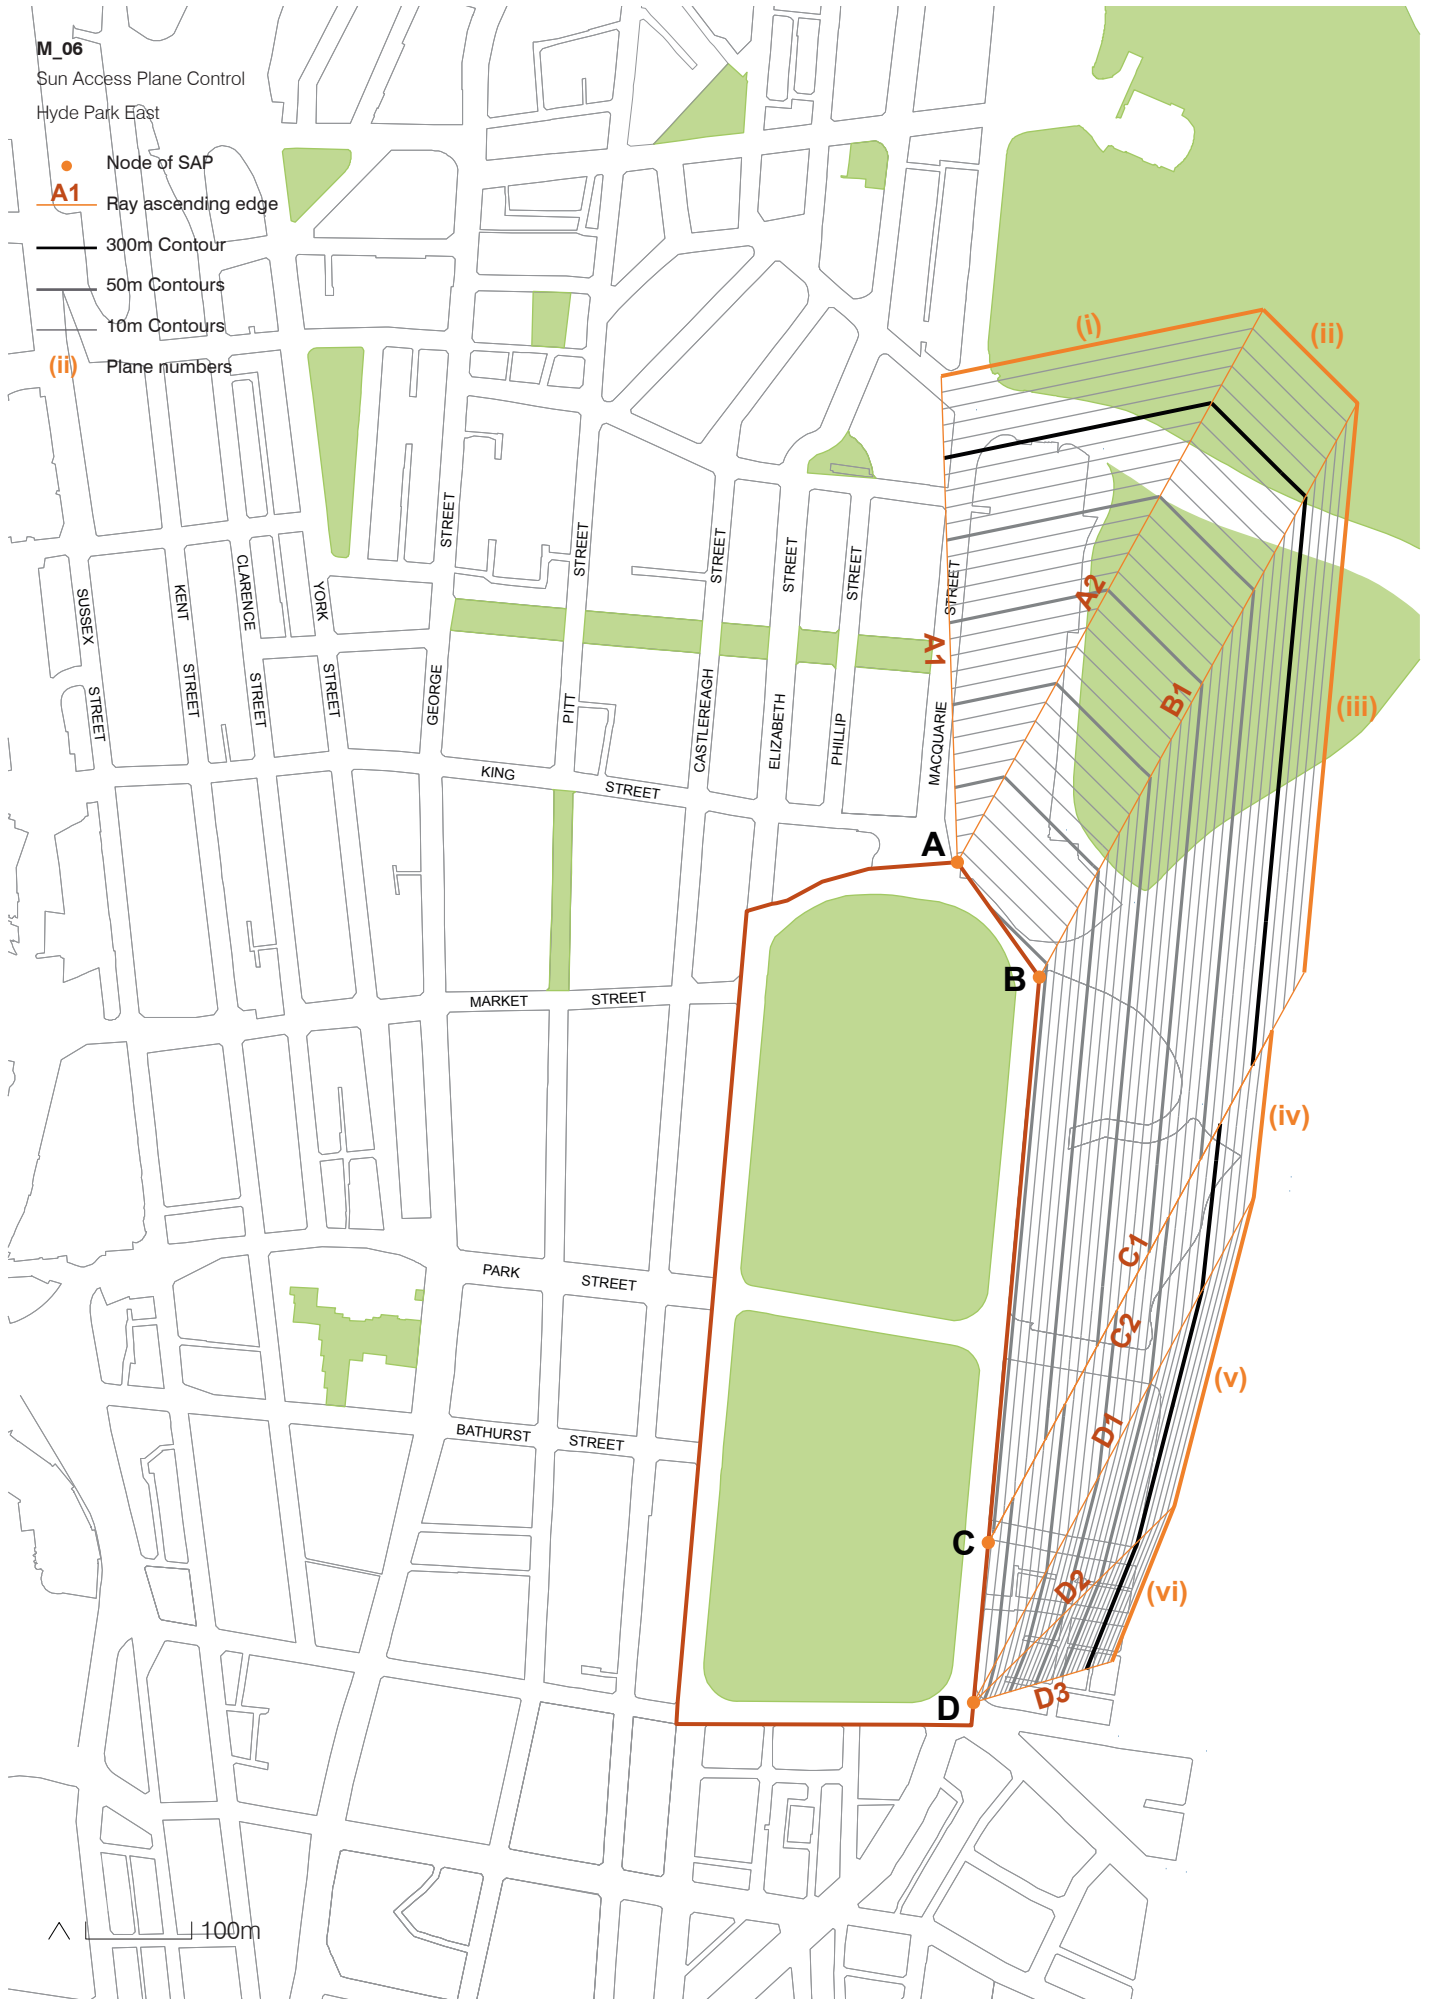 M_06
Sun Access Plane Control
Hyde Park East
Node of SAP
A1
Ray ascending edge
300m Contour
50m Contours
10m Contours
(ii)
Plane numbers
(i)
(ii)
STREET
STREET
STREET
STREET
STREET
STREET
SUSSEX
KENT
CLARENCE
YORK
A2
A1
STREET
STREET
STREET
STREET
GEORGE
PITT
CASTLEREAGH
ELIZABETH
PHILLIP
MACQUARIE
B1
(iii)
KING
STREET
A
B
MARKET
STREET
(iv)
C1
PARK
STREET
C2
(v)
D1
BATHURST
STREET
C
D2
(vi)
D
D3
100m